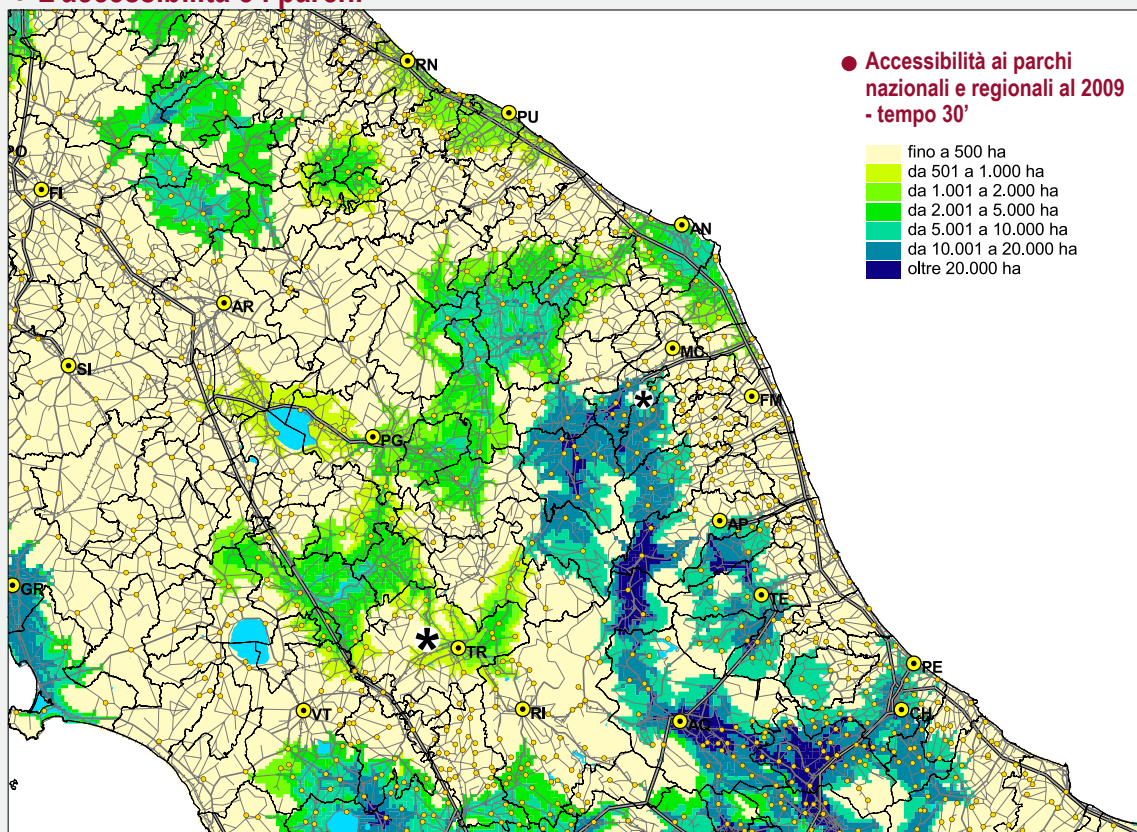 ● Accessibilità ai parchi
nazionali e regionali al 2009
- tempo 30’
fino a 500 ha
da 501 a 1.000 ha
da 1.001 a 2.000 ha
da 2.001 a 5.000 ha
da 5.001 a 10.000 ha
da 10.001 a 20.000 ha
oltre 20.000 ha
RN
PU
PO
FI
AN
AR
MC
SI
FM
PG
*
AP
GR
TE
*
TR
PE
VT
RI
AQ
CH